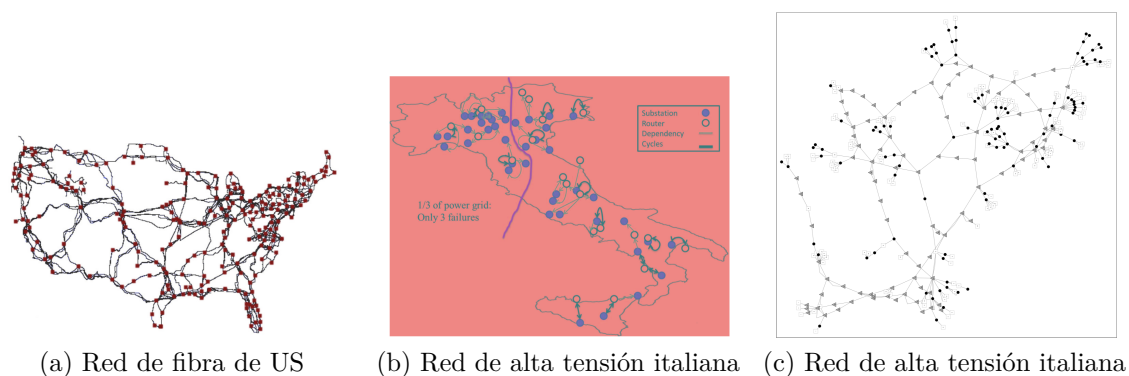 Substation
Router
Dependency
Cycles
1/3 of power grid:
Only 3 failures
(a) Red de fibra de US
(b) Red de alta tensión italiana
(c) Red de alta tensión italiana